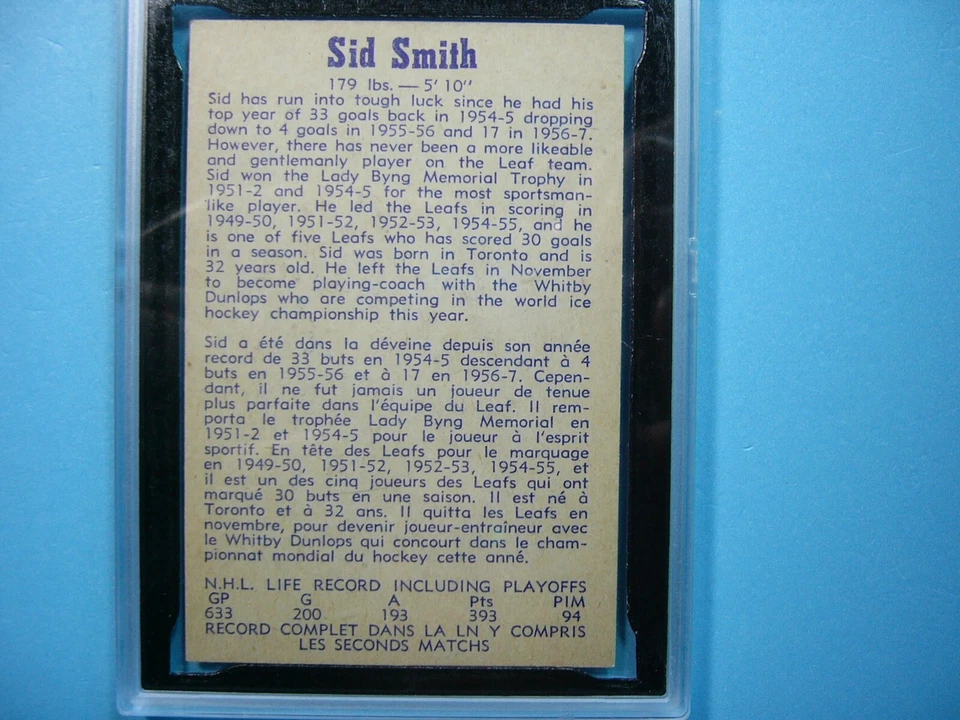 Sid Smith
179 lbs. — 5' 10"
Sid has run into tough luck since he had his
top year of 33 goals back in 1954-5 dropping
down to 4 goals in 1955-56 and 17 in 1956-7.
However, there has never been a more likeable
and gentlemanly player on the Leaf team.
Sid won the Lady Byng Memorial Trophy in
1951-2 and 1954-5 for the most sportsman-
like player. He led the Leafs in scoring in
1949-50, 1951-52, 1952-53, 1954-55, and he
is one of five Leafs who has scored 30 goals
in a season. Sid was born in Toronto and is
32 years old. He left the Leafs in November
to become playing-coach with the Whitby
Dunlops who are competing in the world ice
hockey championship this year.
Sid a été dans la déveine depuis son année
record de 33 buts en 1954-5 descendant à 4
buts en 1955-56 et à 17 en 1956-7. Cepen-
dant, il ne fut jamais un joueur de tenue
plus parfaite dans l'équipe du Leaf. Il rem-
porta le trophée Lady Byng Memorial en
1951-2 et 1954-5 pour le joueur à l'esprit
sportif. En tête des Leafs pour le marquage
en 1949-50, 1951-52, 1952-53, 1954-55, et
il est un des cinq joueurs des Leafs qui ont
marqué 30 buts en une saison. Il est né à
Toronto et à 32 ans. Il quitta les Leafs en
novembre, pour devenir joueur-entraîneur avec
le Whitby Dunlops qui concourt dans le cham-
pionnat mondial du hockey cette anné.
N.H.L. LIFE RECORD INCLUDING PLAYOFFS
GP G A Pts PIM
633 200 193 393 94
RECORD COMPLET DANS LA LN Y COMPRIS
LES SECONDS MATCHS